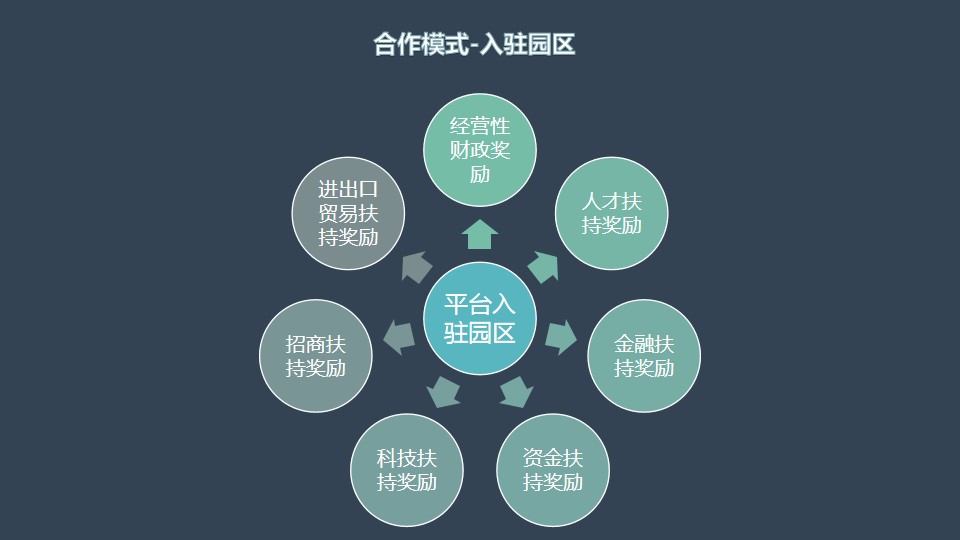 合作模式-入驻园区
经营性
财政奖
励
人才扶
持奖励
金融扶
持奖励
资金扶
持奖励
科技扶
持奖励
招商扶
持奖励
进出口
贸易扶
持奖励
平台入
驻园区